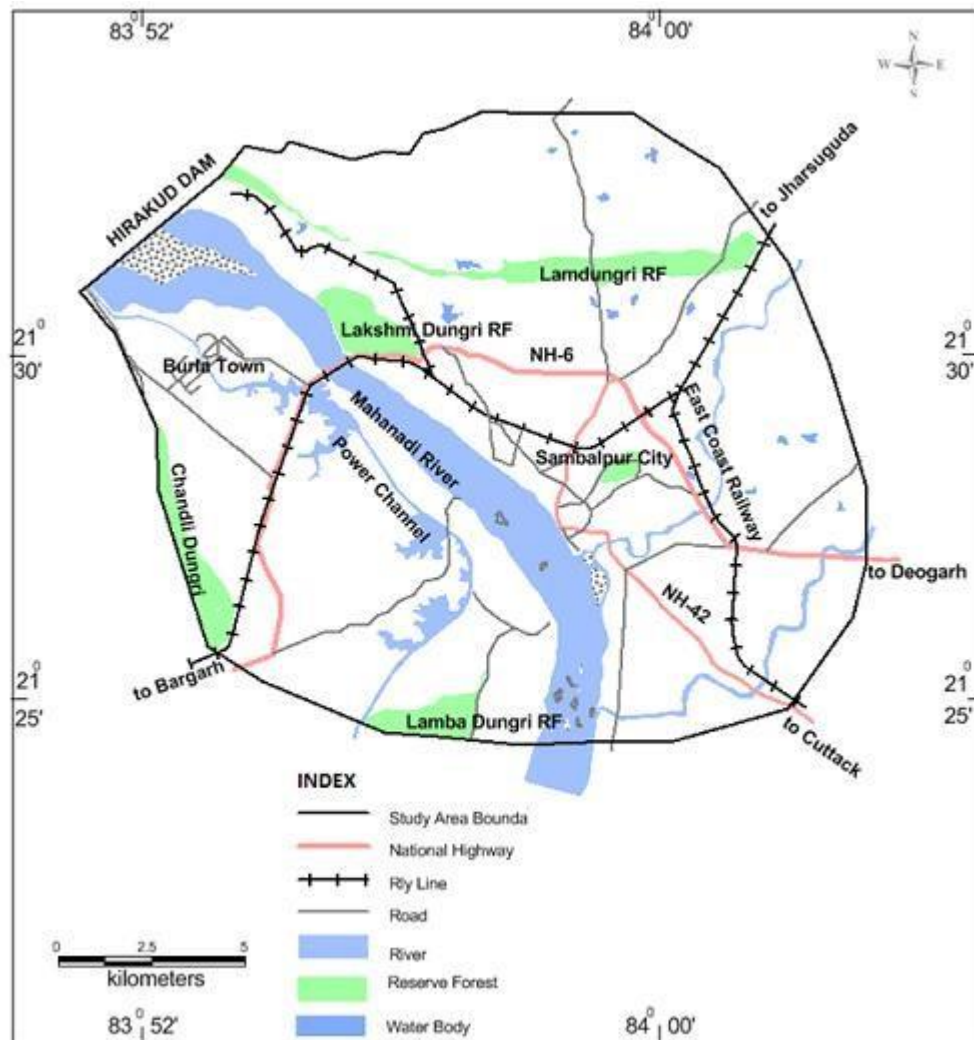 83° 52'
84° 00'
N
W E
S
to Jharsuguda
HIRAKUD DAM
Lamdungri RF
Lakshmi Dungri RF
21° 30'
NH-6
21° 30'
Burla Town
Mahanadi River
East Coast Railway
Sambalpur City
Power Channel
Chandli Dungri
to Deogarh
NH-42
to Bargarh
21° 25'
Lamba Dungri RF
21° 25'
to Cuttack
INDEX
Study Area Bounda
National Highway
Rly Line
Road
River
Reserve Forest
Water Body
0 2.5 5
kilometers
83° 52'
84° 00'